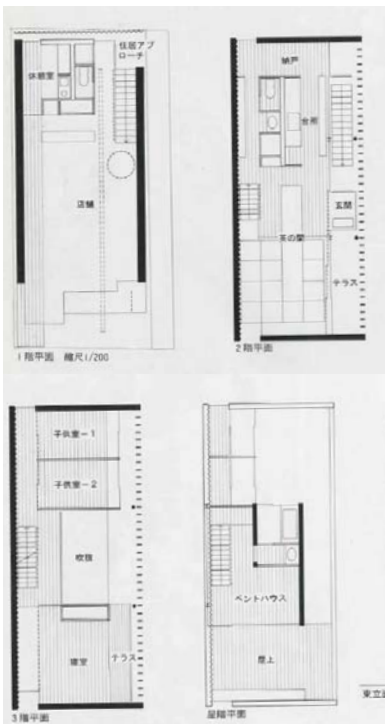 住居アプ
ローチ
休憩室
店舗
1階平面 縮尺1/200
納戸
台所
玄関
茶の間
テラス
2階平面
子供室-1
子供室-2
吹抜
寝室
テラス
3階平面
ペントハウス
屋上
屋階平面
東立面